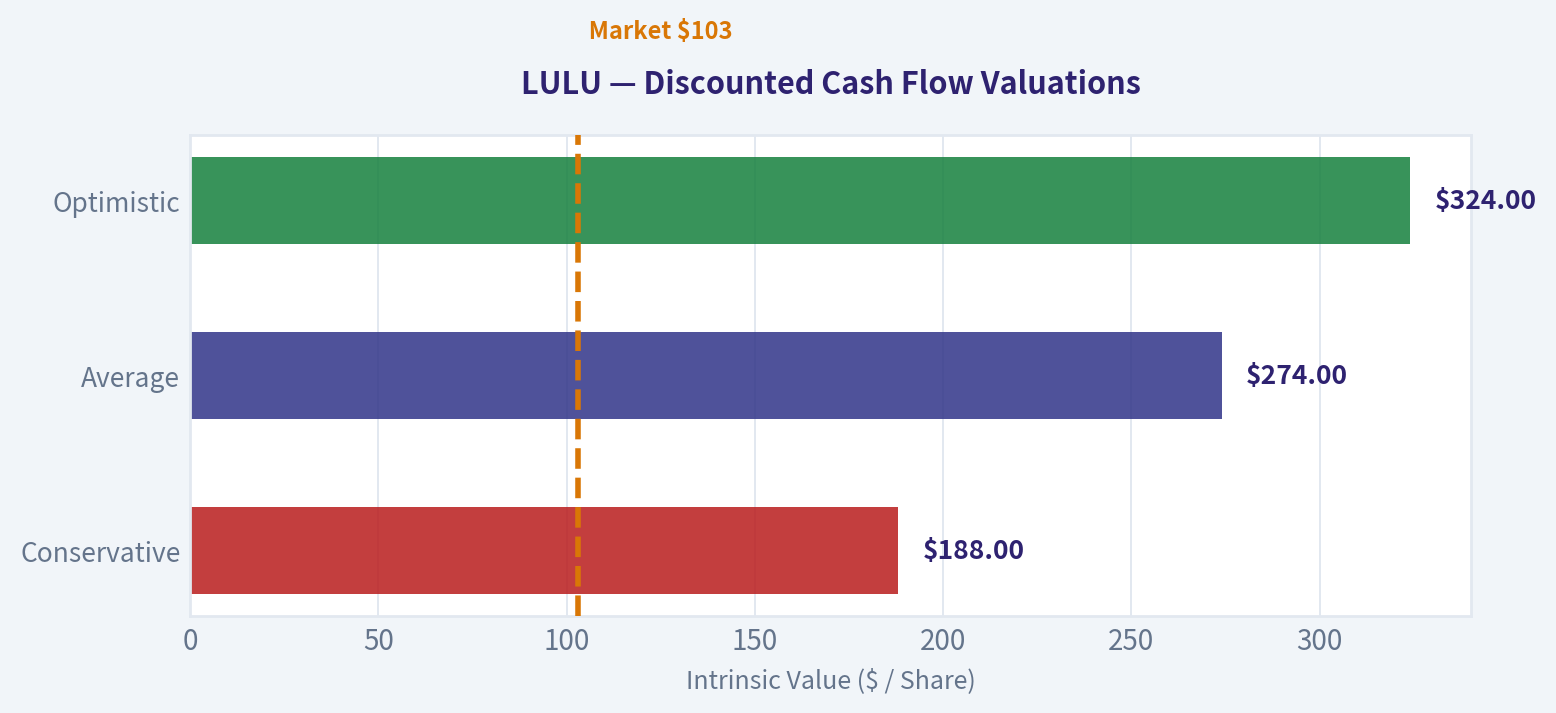 Market $103
LULU — Discounted Cash Flow Valuations
Optimistic
$324.00
Average
$274.00
Conservative
$188.00
0 50 100 150 200 250 300
Intrinsic Value ($ / Share)